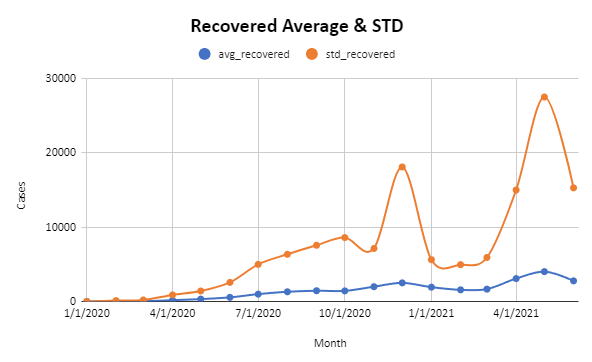 Recovered Average & STD
avg_recovered std_recovered
30000
20000
10000
0
Cases
1/1/2020 4/1/2020 7/1/2020 10/1/2020 1/1/2021 4/1/2021
Month